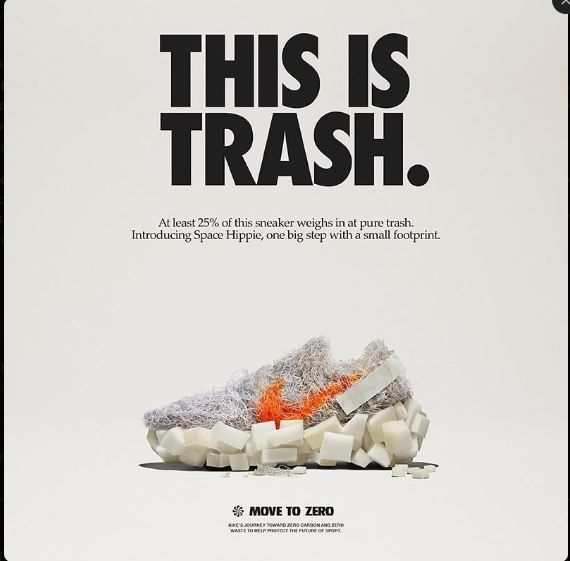 THIS IS
TRASH.
At least 25% of this sneaker weighs in at pure trash.
Introducing Space Hippie, one big step with a small footprint.
MOVE TO ZERO
NIKE'S JOURNEY TOWARD ZERO CARBON AND ZERO
WASTE TO HELP PROTECT THE FUTURE OF SPORT.